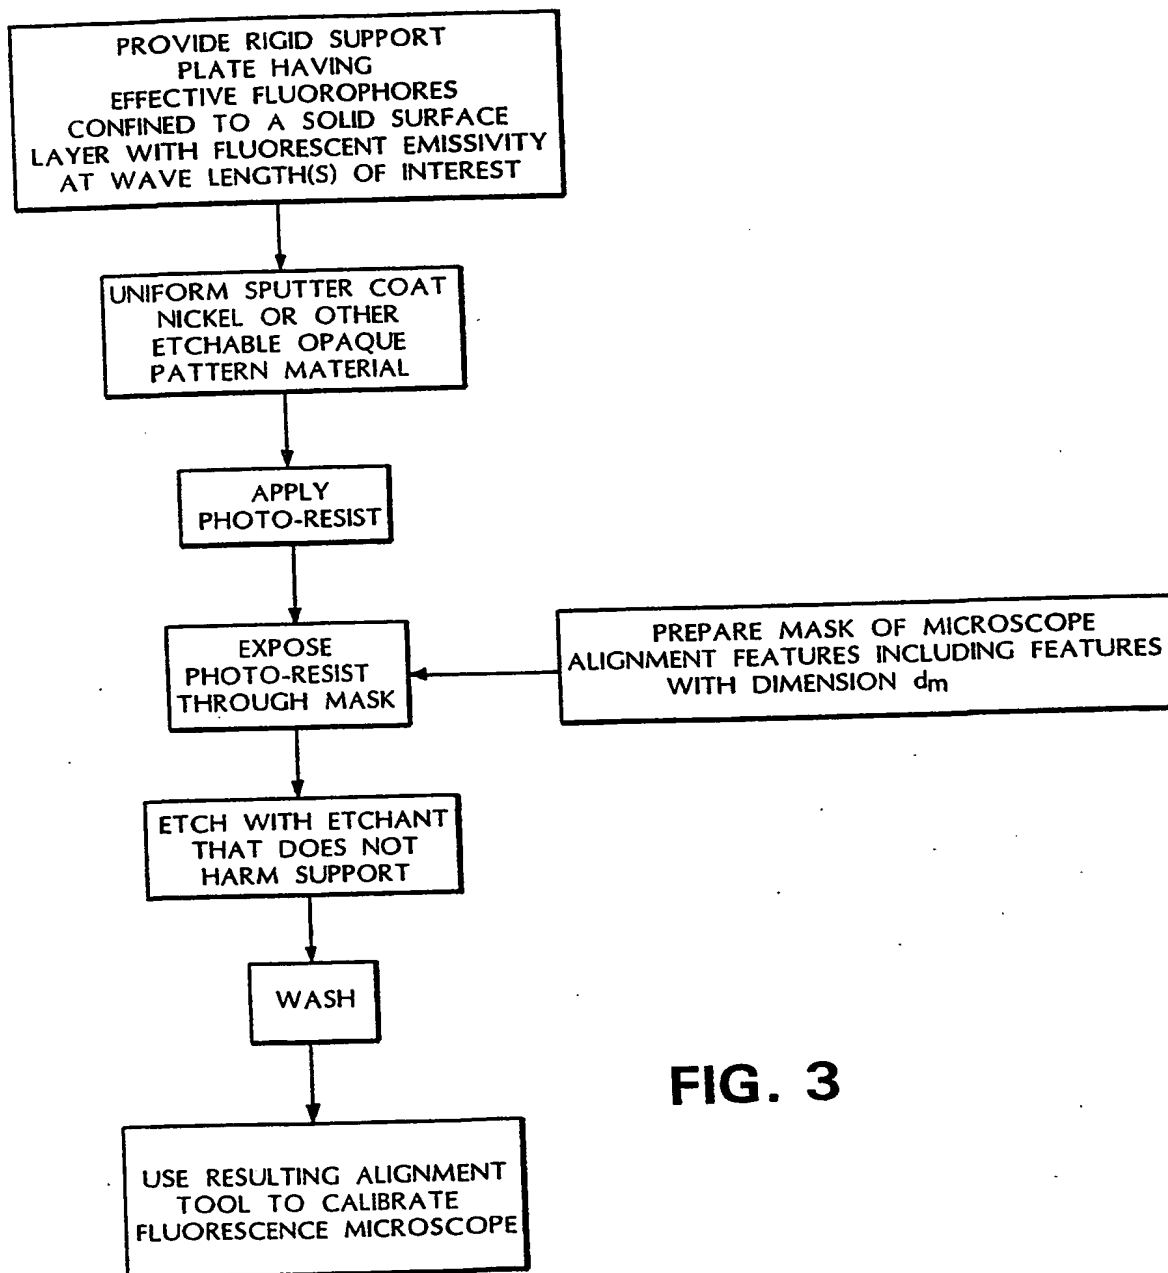 PROVIDE RIGID SUPPORT
PLATE HAVING
EFFECTIVE FLUOROPHORES
CONFINED TO A SOLID SURFACE
LAYER WITH FLUORESCENT EMISSIVITY
AT WAVE LENGTH(S) OF INTEREST
UNIFORM SPUTTER COAT
NICKEL OR OTHER
ETCHABLE OPAQUE
PATTERN MATERIAL
APPLY
PHOTO-RESIST
EXPOSE
PHOTO-RESIST
THROUGH MASK
PREPARE MASK OF MICROSCOPE
ALIGNMENT FEATURES INCLUDING FEATURES
WITH DIMENSION dm
ETCH WITH ETCHANT
THAT DOES NOT
HARM SUPPORT
WASH
USE RESULTING ALIGNMENT
TOOL TO CALIBRATE
FLUORESCENCE MICROSCOPE
FIG. 3